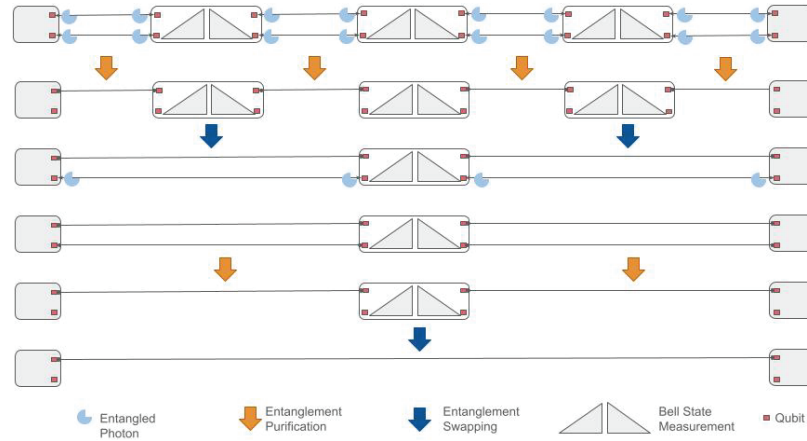 Entangled
Photon
Entanglement
Purification
Entanglement
Swapping
Bell State
Measurement
Qubit